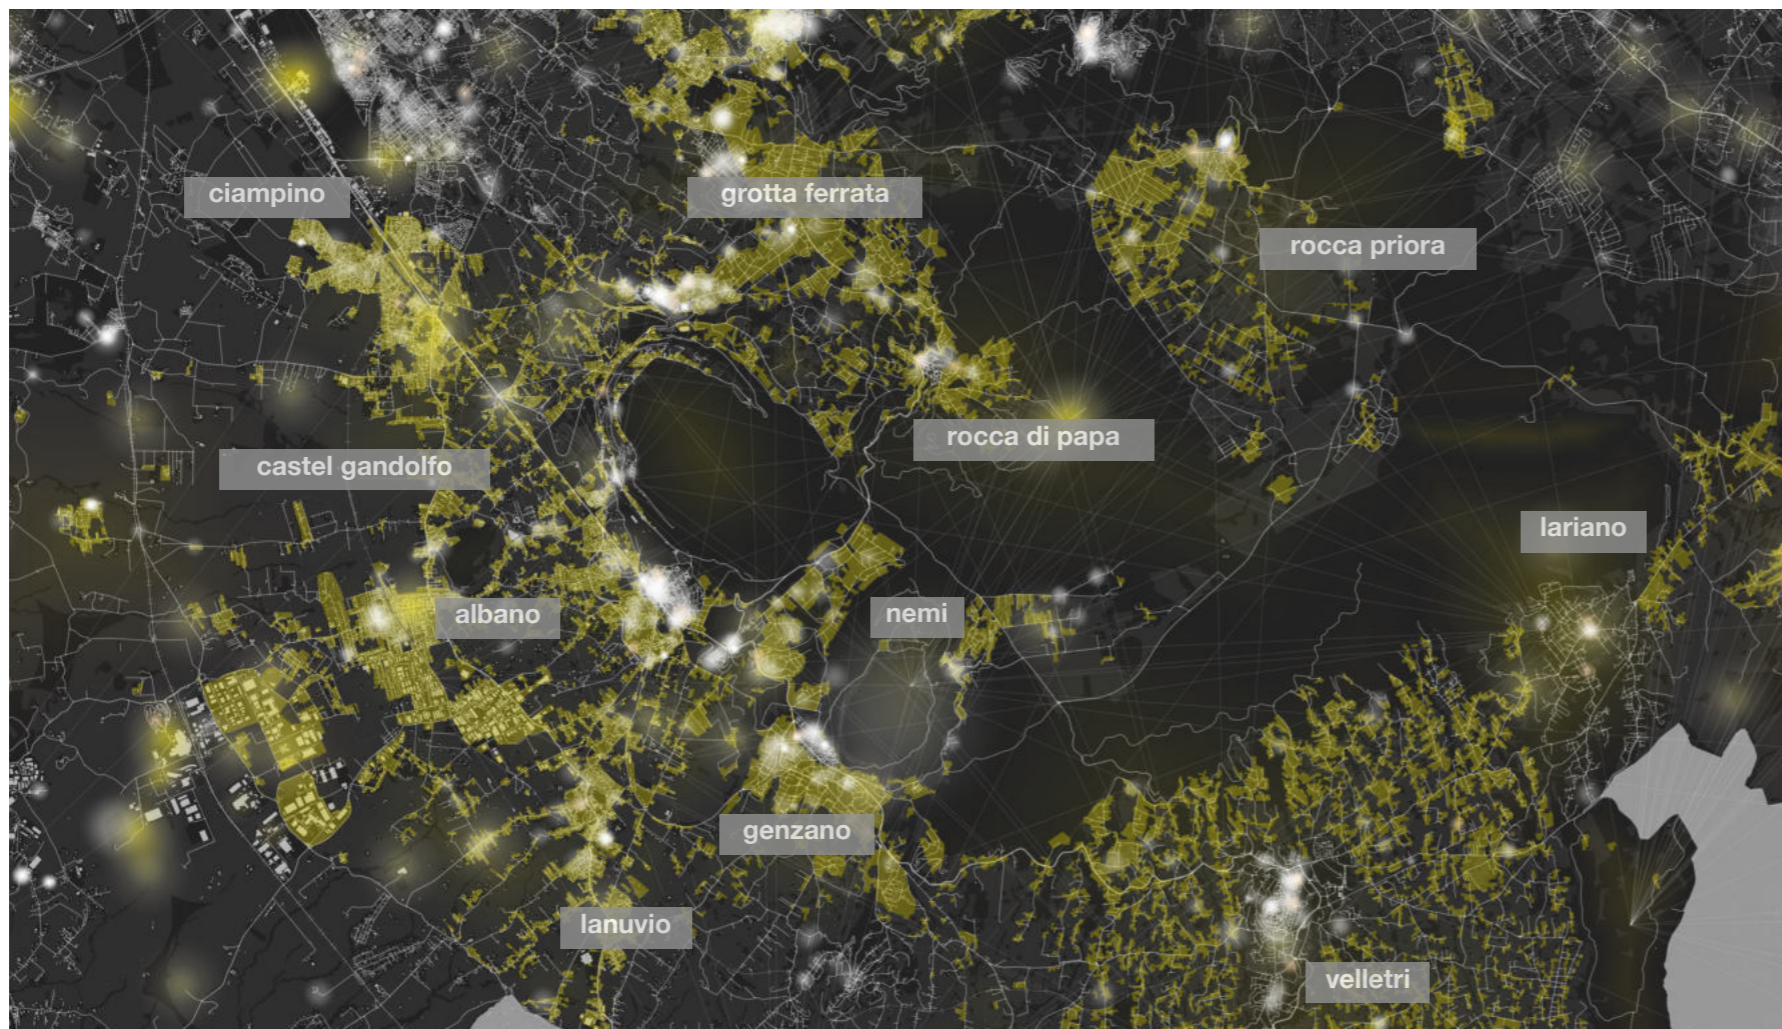 ciampino
grotta ferrata
rocca priora
rocca di papa
castel gandolfo
lariano
albano
nemi
genzano
lanuvio
velletri